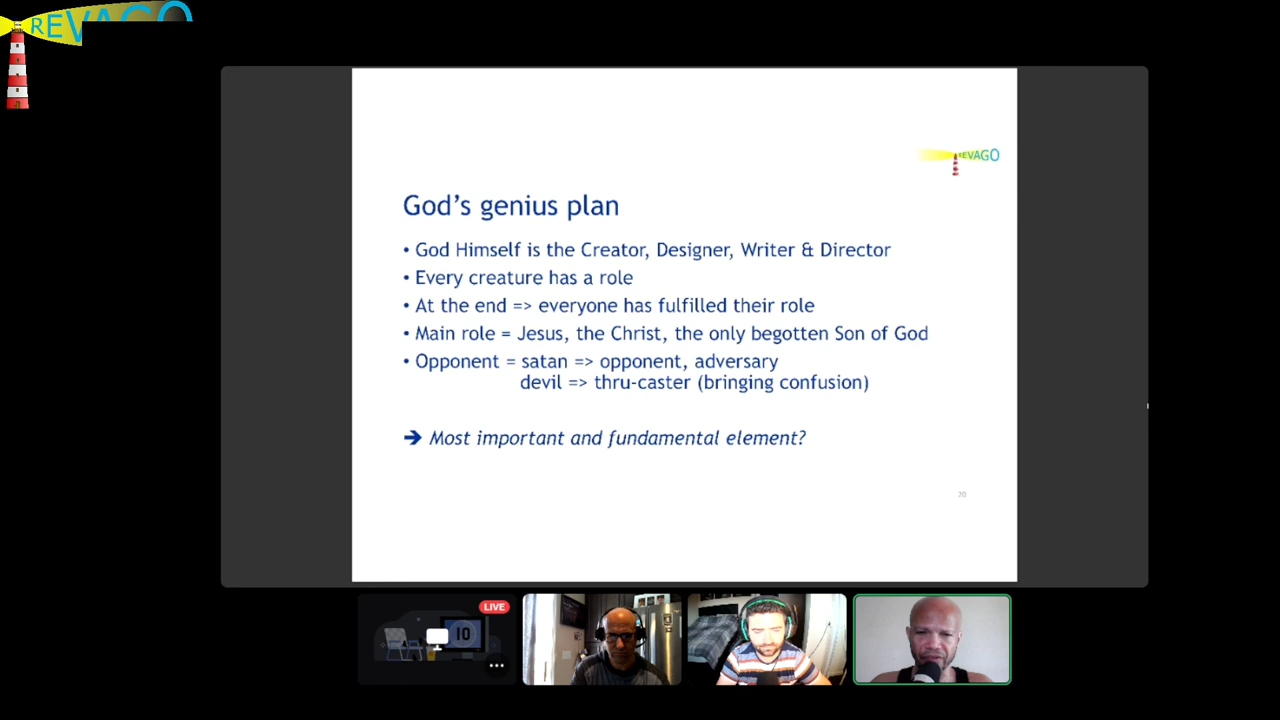 REVAGO
REVAGO
God's genius plan
• God Himself is the Creator, Designer, Writer & Director
• Every creature has a role
• At the end => everyone has fulfilled their role
• Main role = Jesus, the Christ, the only begotten Son of God
• Opponent = satan => opponent, adversary
devil => thru-caster (bringing confusion)
➔ Most important and fundamental element?
20
LIVE
10